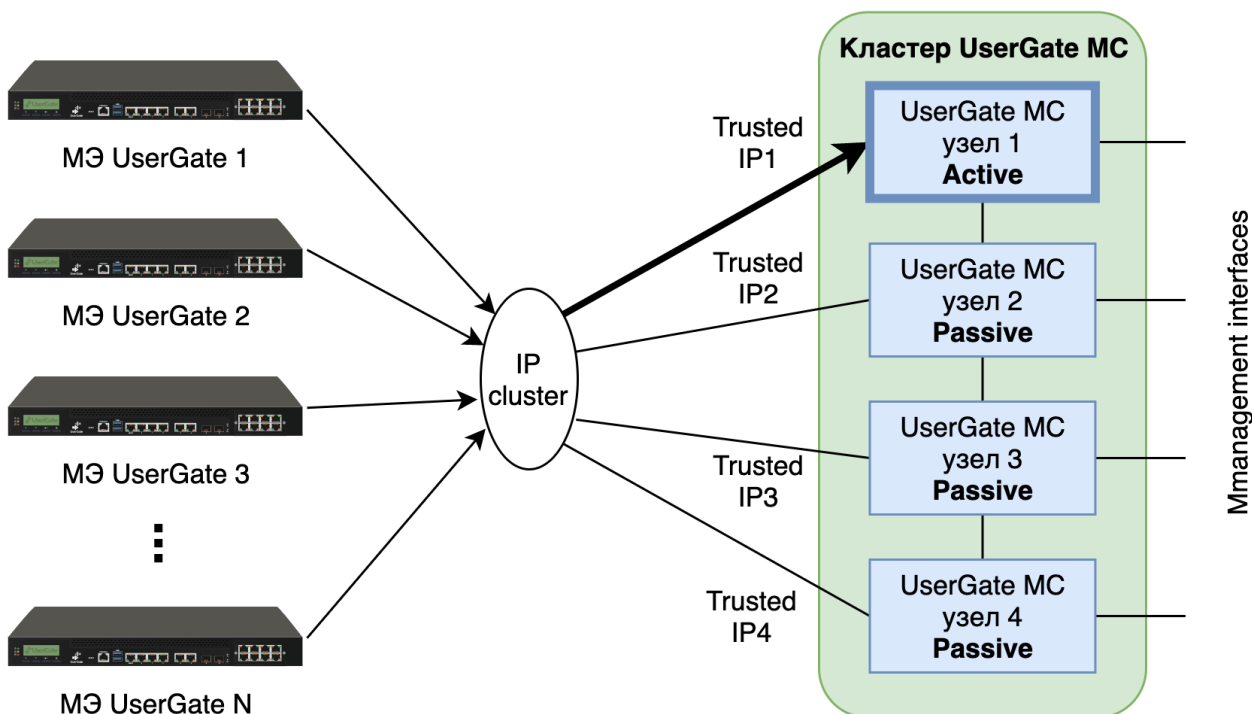 Кластер UserGate MC
UserGate MC
узел 1
Active
UserGate MC
узел 2
Passive
UserGate MC
узел 3
Passive
UserGate MC
узел 4
Passive
Trusted
IP1
Trusted
IP2
Trusted
IP3
Trusted
IP4
IP
cluster
МЭ UserGate 1
МЭ UserGate 2
МЭ UserGate 3
МЭ UserGate N
Mmanagement interfaces